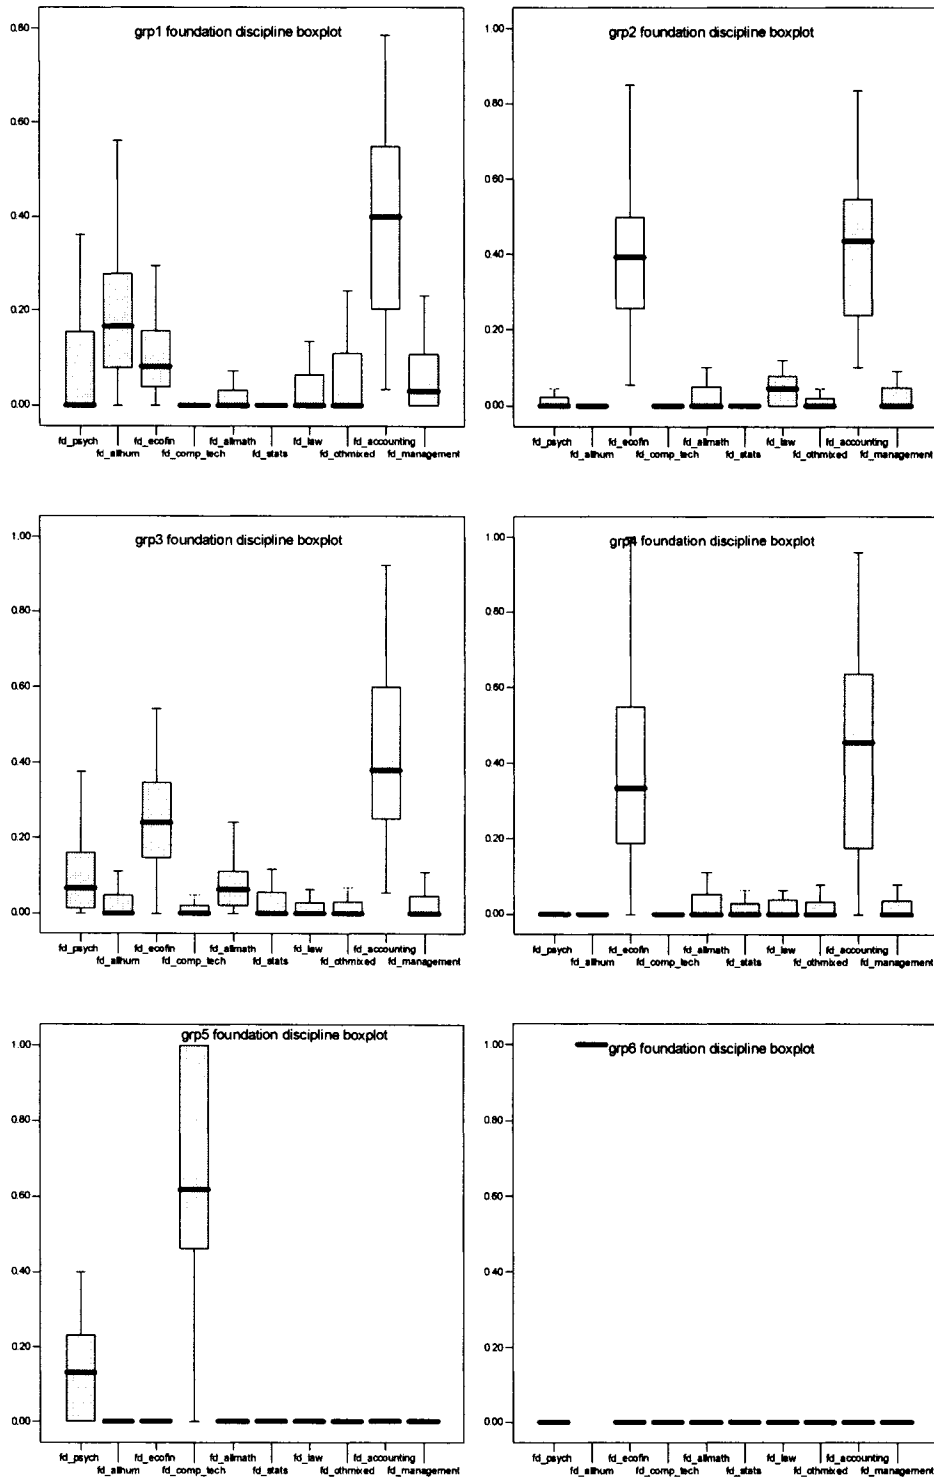 grp1 foundation discipline boxplot
0.60
0.60
0.40
0.20
0.00
fd_psych fd_ecofin fd_allmath fd_law fd_accounting
fd_allhum fd_comp_tech fd_stats fd_othmixed fd_management
grp2 foundation discipline boxplot
1.00
0.80
0.60
0.40
0.20
0.00
fd_psych fd_ecofin fd_allmath fd_law fd_accounting
fd_allhum fd_comp_tech fd_stats fd_othmixed fd_management
grp3 foundation discipline boxplot
1.00
0.80
0.60
0.40
0.20
0.00
fd_psych fd_ecofin fd_allmath fd_law fd_accounting
fd_allhum fd_comp_tech fd_stats fd_othmixed fd_management
grp4 foundation discipline boxplot
1.00
0.80
0.60
0.40
0.20
0.00
fd_psych fd_ecofin fd_allmath fd_law fd_accounting
fd_allhum fd_comp_tech fd_stats fd_othmixed fd_management
grp5 foundation discipline boxplot
1.00
0.80
0.60
0.40
0.20
0.00
fd_psych fd_ecofin fd_allmath fd_law fd_accounting
fd_allhum fd_comp_tech fd_stats fd_othmixed fd_management
grp6 foundation discipline boxplot
1.00
0.80
0.60
0.40
0.20
0.00
fd_psych fd_ecofin fd_allmath fd_law fd_accounting
fd_allhum fd_comp_tech fd_stats fd_othmixed fd_management